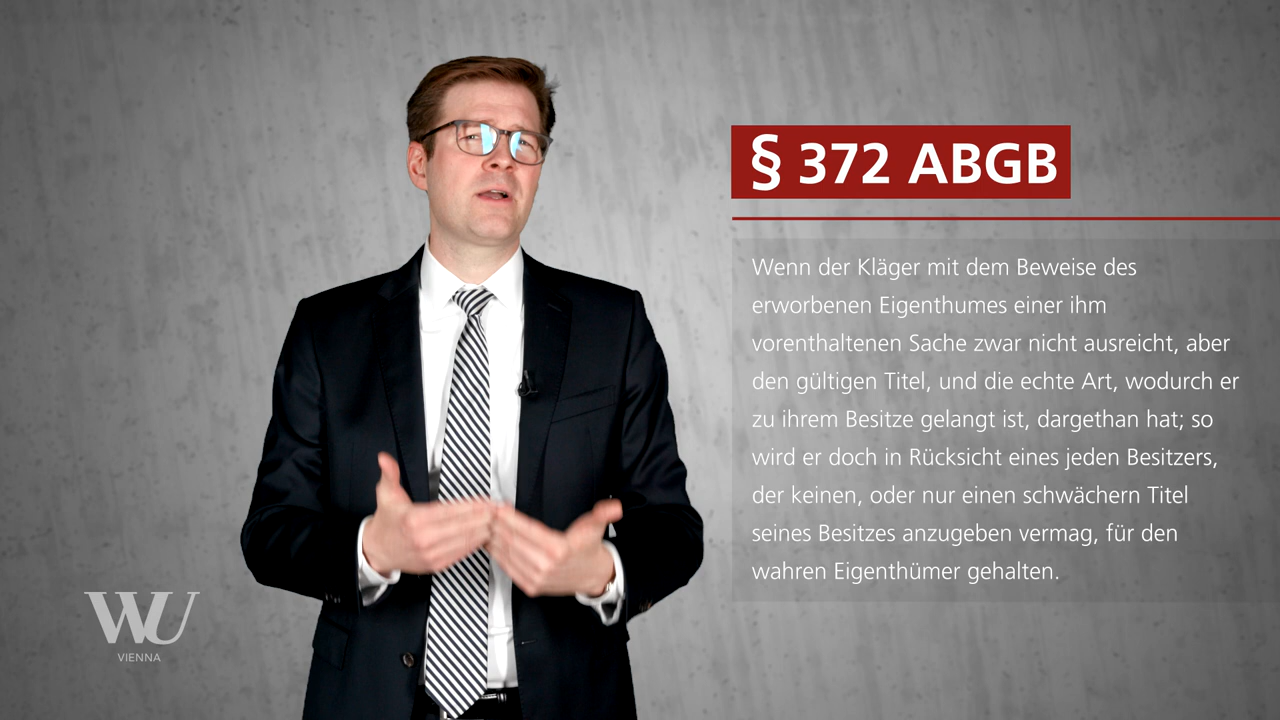 § 372 ABGB
Wenn der Kläger mit dem Beweise des
erworbenen Eigenthumes einer ihm
vorenthaltenen Sache zwar nicht ausreicht, aber
den gültigen Titel, und die echte Art, wodurch er
zu ihrem Besitze gelangt ist, dargethan hat; so
wird er doch in Rücksicht eines jeden Besitzers,
der keinen, oder nur einen schwächern Titel
seines Besitzes anzugeben vermag, für den
wahren Eigenthümer gehalten.
WU
VIENNA